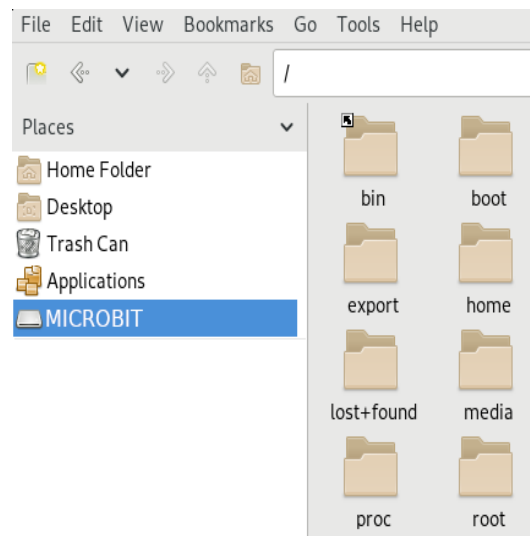 File Edit View Bookmarks Go Tools Help
/
Places
Home Folder
Desktop
Trash Can
Applications
MICROBIT
bin boot
export home
lost+found media
proc root